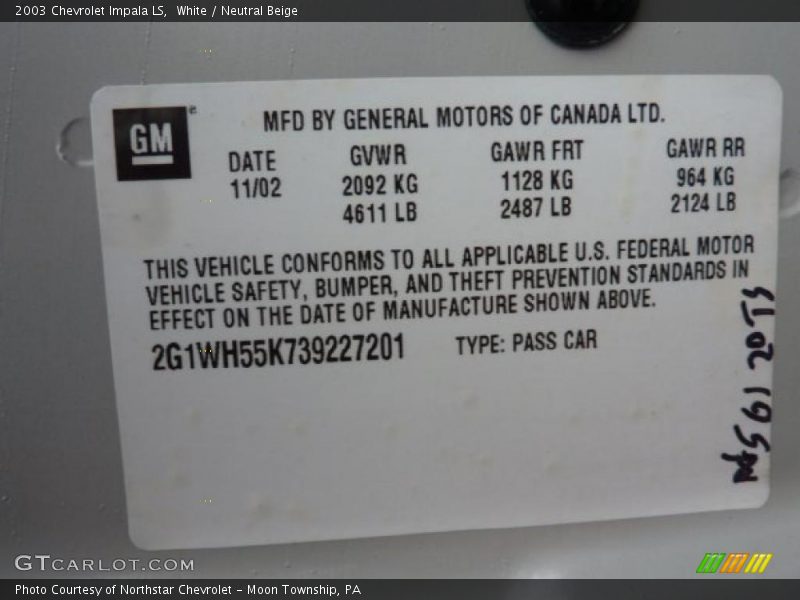 2003 Chevrolet Impala LS, White / Neutral Beige
GM
MFD BY GENERAL MOTORS OF CANADA LTD.
DATE GVWR GAWR FRT GAWR RR
11/02 2092 KG 1128 KG 964 KG
4611 LB 2487 LB 2124 LB
THIS VEHICLE CONFORMS TO ALL APPLICABLE U.S. FEDERAL MOTOR
VEHICLE SAFETY, BUMPER, AND THEFT PREVENTION STANDARDS IN
EFFECT ON THE DATE OF MANUFACTURE SHOWN ABOVE.
2G1WH55K739227201 TYPE: PASS CAR
GTCARLOT.COM
Photo Courtesy of Northstar Chevrolet - Moon Township, PA